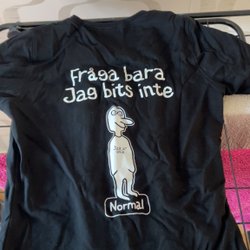 Fråga bara
Jag bits inte
Normal